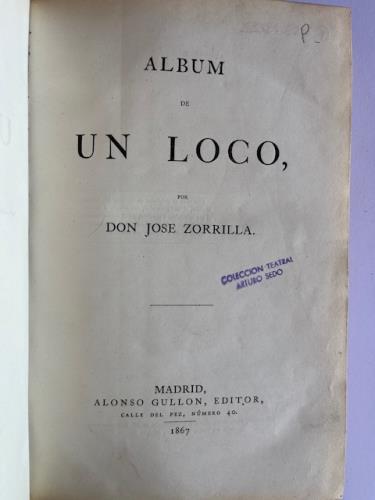 P-
ALBUM
DE
UN LOCO,
POR
DON JOSE ZORRILLA.
COLECCION TEATRAL
ARTURO SEDO
MADRID,
ALONSO GULLON, EDITOR,
CALLE DEL PEZ, NÚMERO 40.
1867